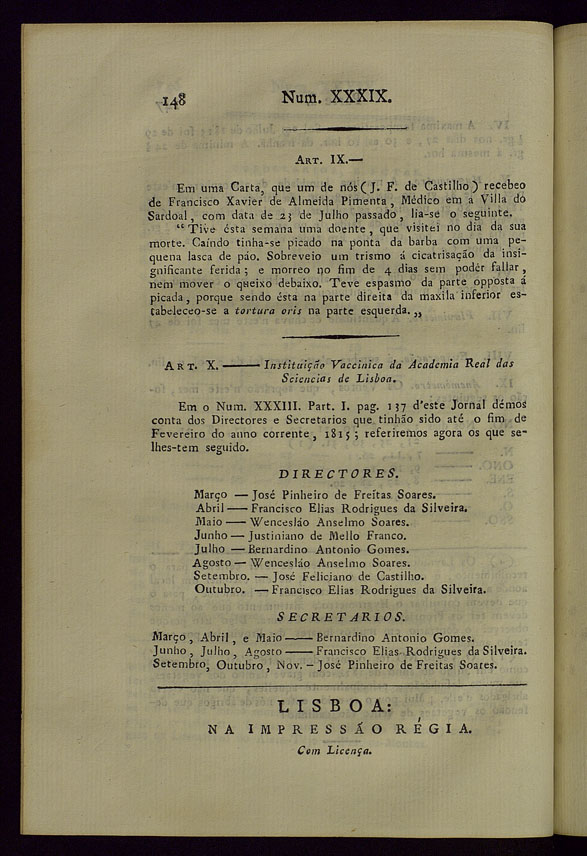 148 Num. XXXIX.
ART. IX.—
Em uma Carta, que um de nós (J. F. de Castilho) recebeo
de Francisco Xavier de Almeida Pimenta, Médico em a Villa do
Sardoal, com data de 23 de Julho passado, lia-se o seguinte.
“ Tive ésta semana uma doente, que visitei no dia da sua
morte. Caíndo tinha-se picado na ponta da barba com uma pe-
quena lasca de páo. Sobreveio um trismo á cicatrisação da insi-
gnificante ferida; e morreo no fim de 4 dias sem podér fallar,
nem mover o queixo debaixo. Teve espasmo da parte opposta á
picada, porque sendo ésta na parte direita da maxila inferior es-
tabeleceo-se a tortura oris na parte esquerda. „
ART. X. —— Instituição Vaccinica da Academia Real das
Sciencias de Lisboa.
Em o Num. XXXIII. Part. I. pag. 137 d'este Jornal démos
conta dos Directores e Secretarios que tinhão sido até o fim de
Fevereiro do anno corrente, 1815; referiremos agora os que se-
lhes-tem seguido.
DIRECTORES.
Março — José Pinheiro de Freitas Soares.
Abril — Francisco Elias Rodrigues da Silveira.
Maio — Wencesláo Anselmo Soares.
Junho — Justiniano de Mello Franco.
Julho — Bernardino Antonio Gomes.
Agosto — Wencesláo Anselmo Soares.
Setembro. — José Feliciano de Castilho.
Outubro. — Francisco Elias Rodrigues da Silveira.
SECRETARIOS.
Março, Abril, e Maio —— Bernardino Antonio Gomes.
Junho, Julho, Agosto —— Francisco Elias Rodrigues da Silveira.
Setembro, Outubro, Nov. – José Pinheiro de Freitas Soares.
LISBOA:
NA IMPRESSÁO RÉGIA.
Com Licença.